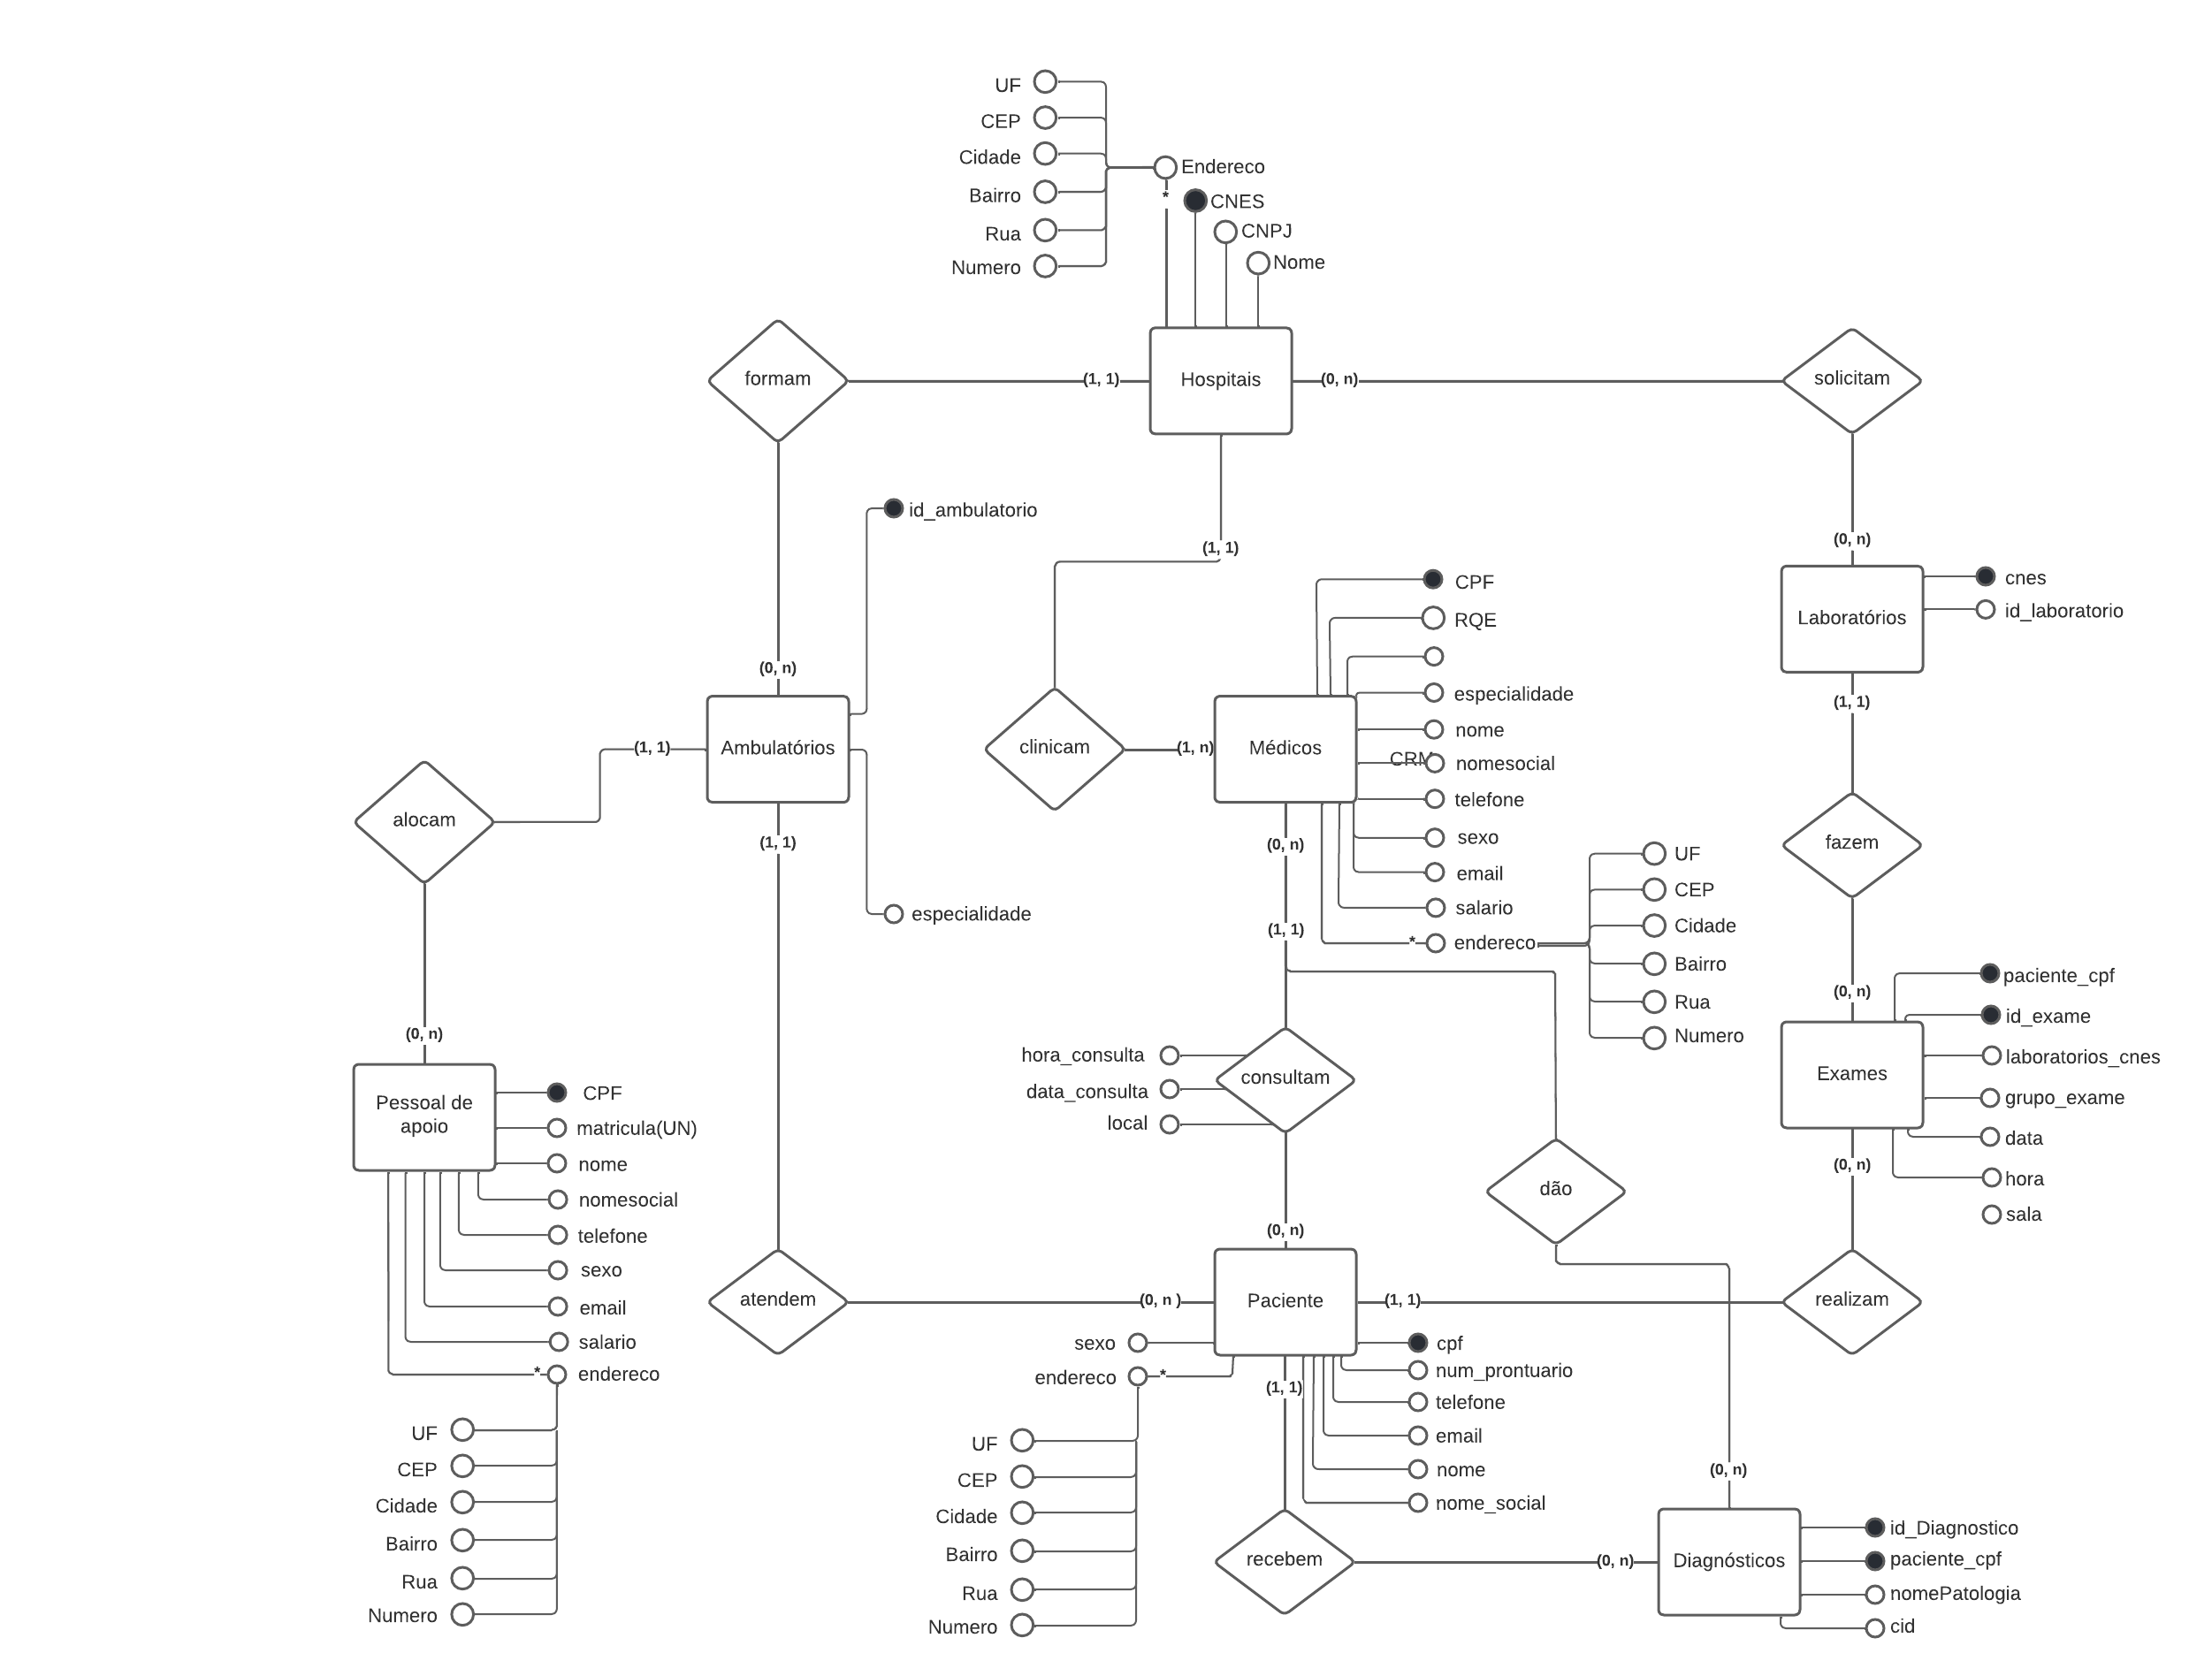 UF
CEP
Cidade
Bairro
Rua
Numero
Endereco
*
CNES
CNPJ
Nome
formam
(1, 1)
Hospitais
(0, n)
solicitam
id_ambulatorio
(1, 1)
(0, n)
CPF
cnes
RQE
Laboratórios
id_laboratorio
(0, n)
especialidade
(1, 1)
nome
(1, 1)
Ambulatórios
clinicam
(1, n)
Médicos
CRM
nomesocial
telefone
alocam
(1, 1)
(0, n)
sexo
fazem
UF
email
CEP
salario
especialidade
Cidade
(1, 1)
*
endereco
Bairro
paciente_cpf
(0, n)
Rua
id_exame
(0, n)
Numero
hora_consulta
laboratorios_cnes
consultam
Exames
data_consulta
CPF
grupo_exame
Pessoal de
apoio
local
matricula(UN)
data
nome
(0, n)
hora
dão
nomesocial
sala
telefone
(0, n)
sexo
atendem
(0, n )
Paciente
(1, 1)
realizam
email
salario
sexo
cpf
*
endereco
endereco
*
(1, 1)
num_prontuario
telefone
UF
UF
email
CEP
CEP
nome
(0, n)
Cidade
Cidade
nome_social
Bairro
Bairro
id_Diagnostico
Rua
Rua
recebem
(0, n)
Diagnósticos
paciente_cpf
nomePatologia
Numero
Numero
cid